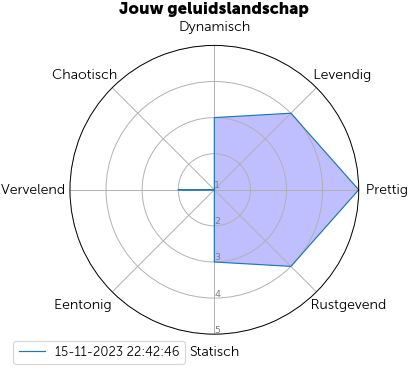 Jouw geluidslandschap
Dynamisch
Chaotisch
Levendig
Vervelend
Prettig
1
2
3
4
5
Eentonig
Rustgevend
Statisch
15-11-2023 22:42:46